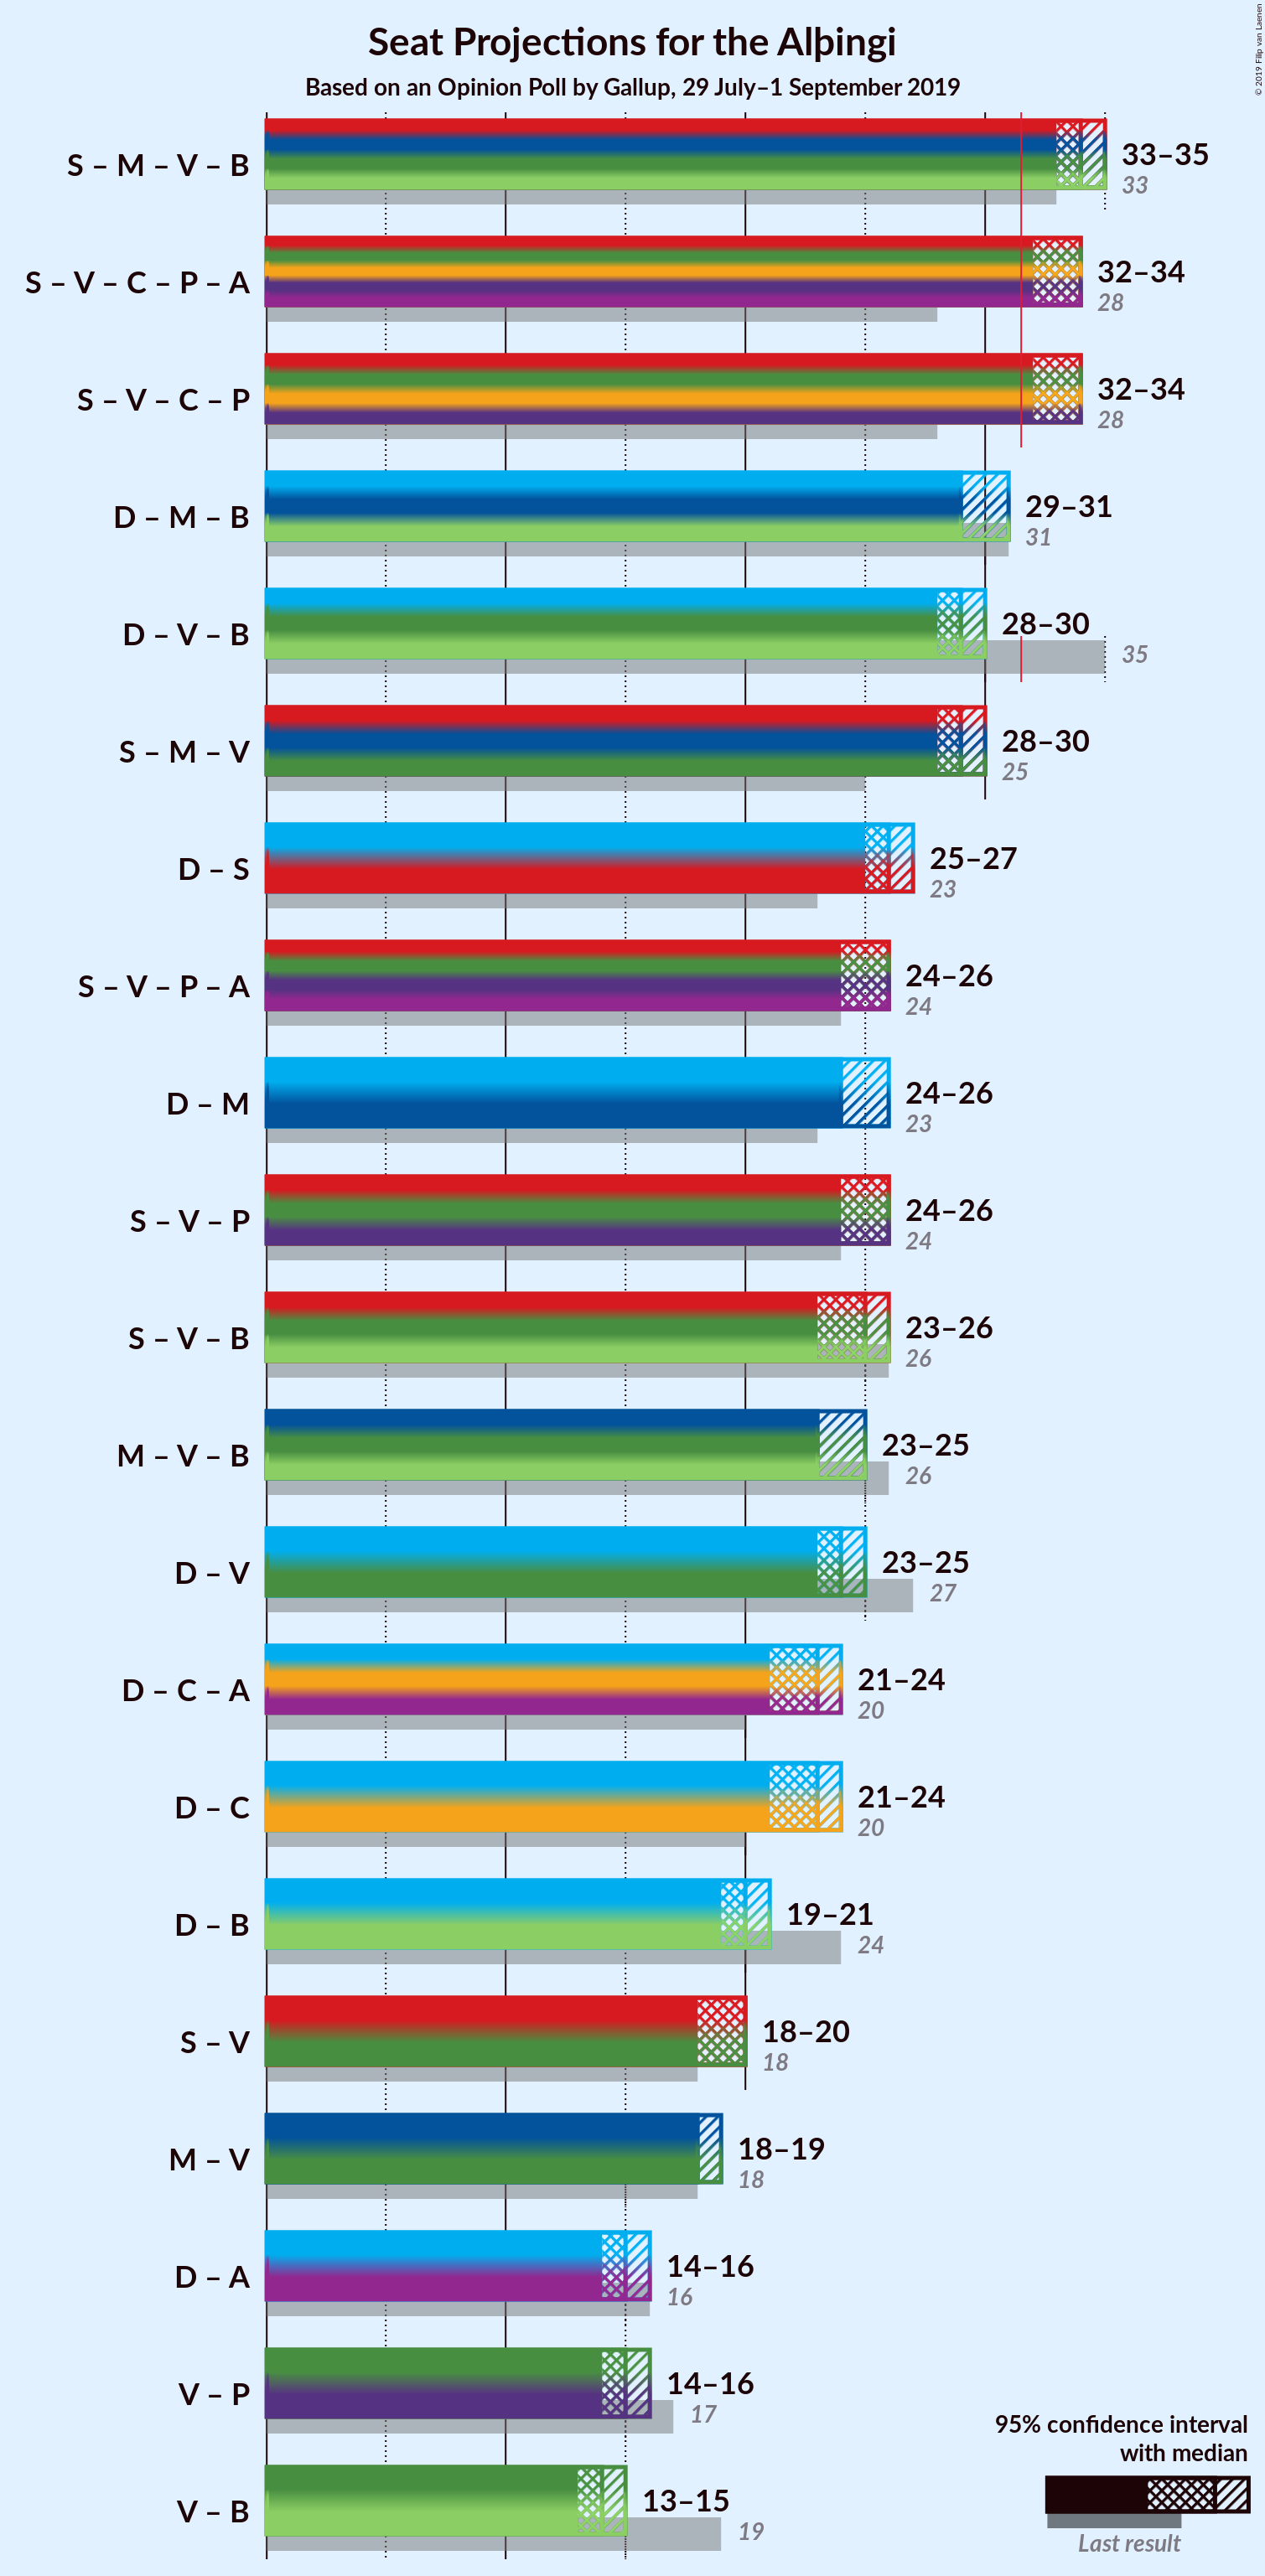 Seat Projections for the Alþingi
Based on an Opinion Poll by Gallup, 29 July–1 September 2019
© 2019 Filip van Laenen
S – M – V – B
33–35
33
S – V – C – P – A
32–34
28
S – V – C – P
32–34
28
D – M – B
29–31
31
D – V – B
28–30
35
S – M – V
28–30
25
D – S
25–27
23
S – V – P – A
24–26
24
D – M
24–26
23
S – V – P
24–26
24
S – V – B
23–26
26
M – V – B
23–25
26
D – V
23–25
27
D – C – A
21–24
20
D – C
21–24
20
D – B
19–21
24
S – V
18–20
18
M – V
18–19
18
D – A
14–16
16
V – P
14–16
17
V – B
13–15
19
95% confidence interval
with median
Last result